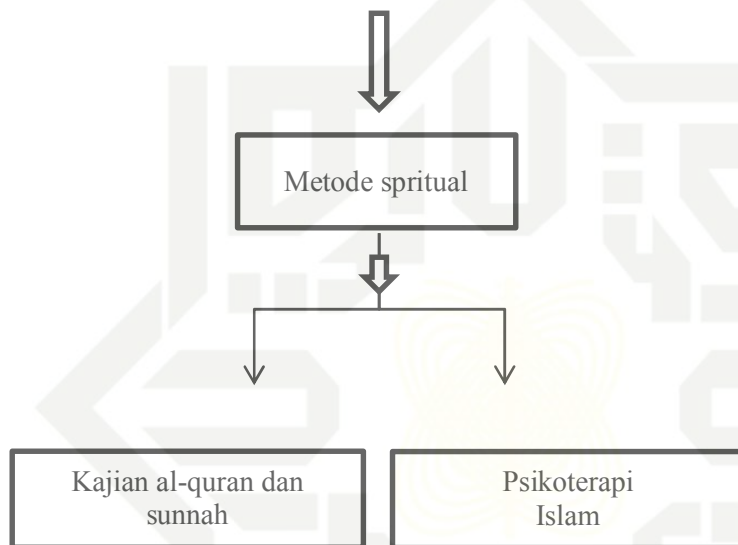 Metode spritual
Kajian al-quran dan
sunnah
Psikoterapi
Islam